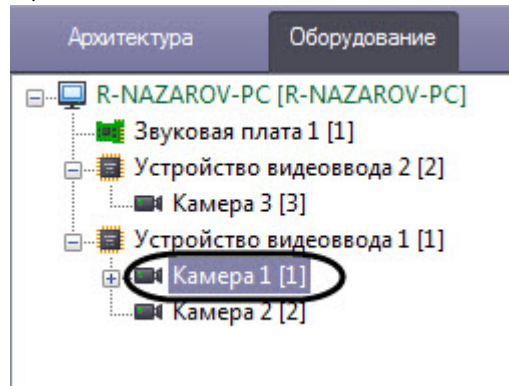 Архитектура Оборудование
R-NAZAROV-PC [R-NAZAROV-PC]
Звуковая плата 1 [1]
Устройство видеоввода 2 [2]
Камера 3 [3]
Устройство видеоввода 1 [1]
Камера 1 [1]
Камера 2 [2]